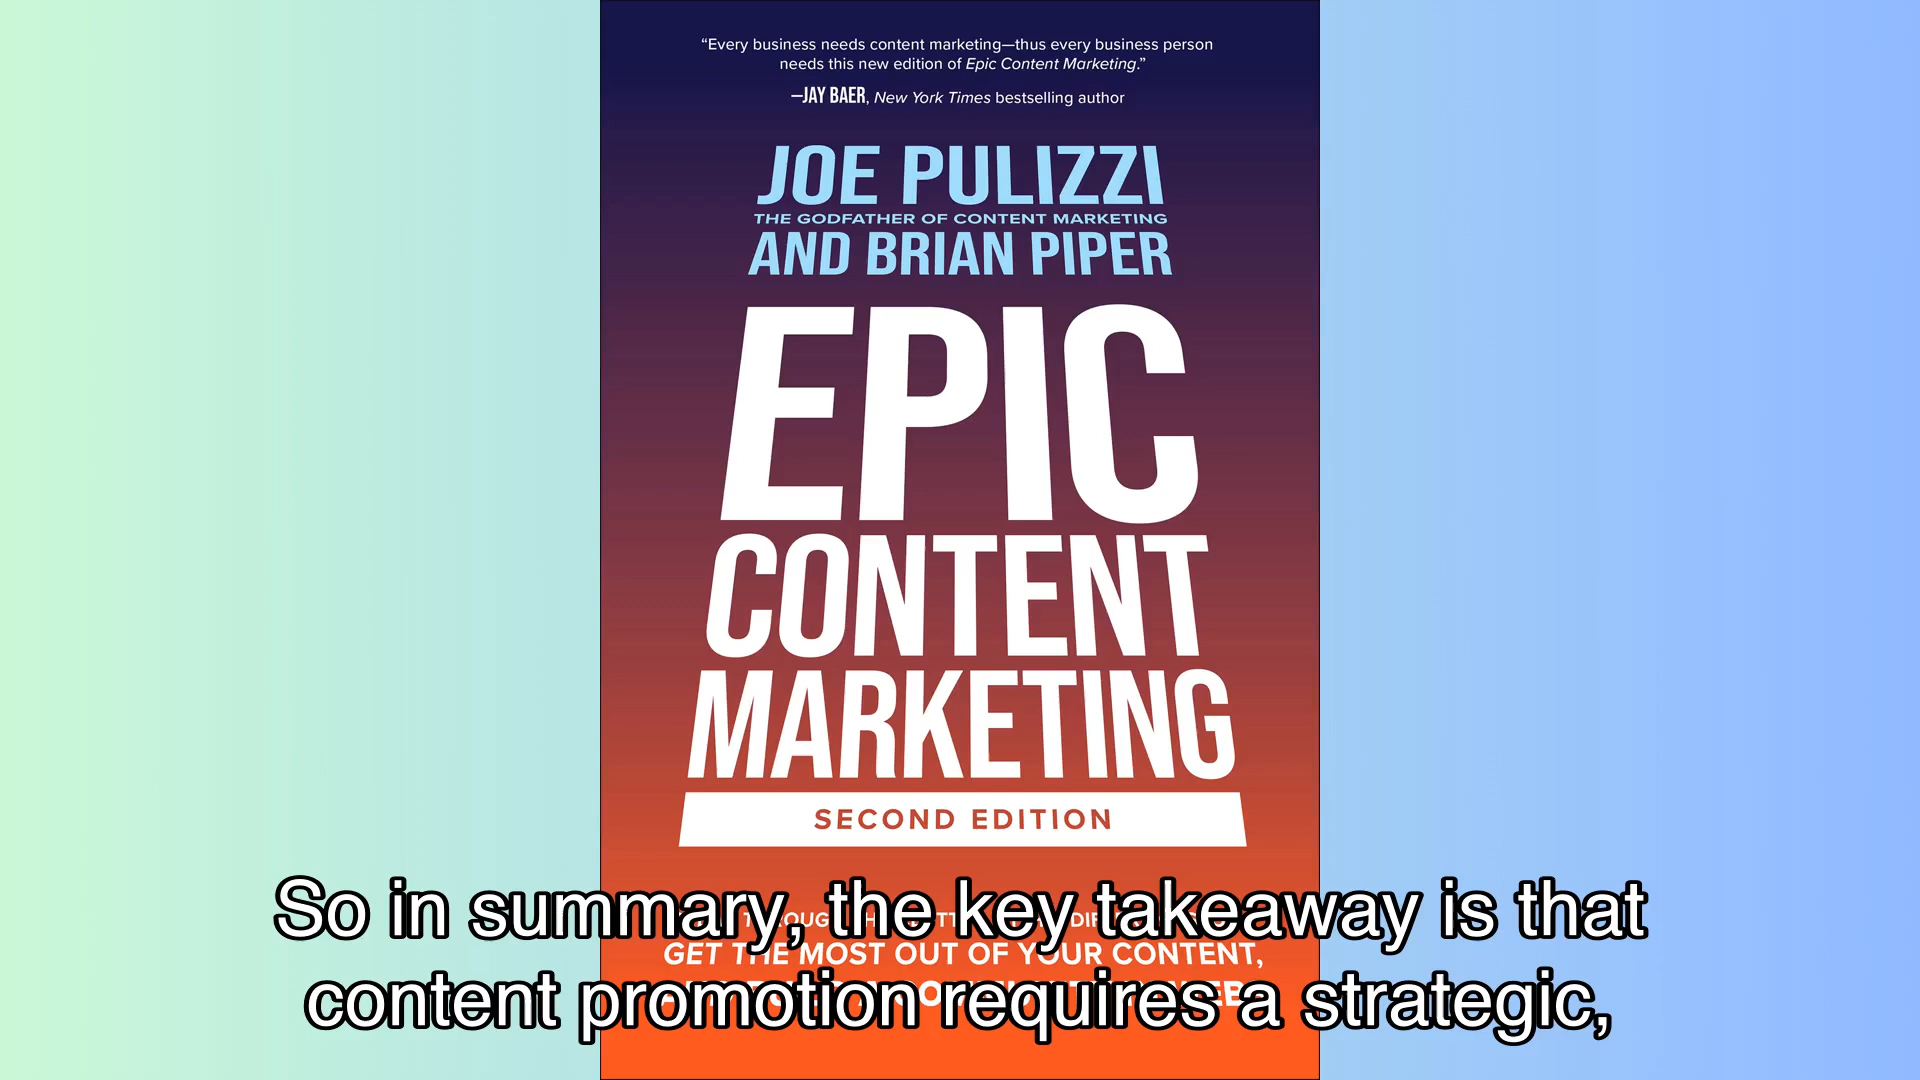 “Every business needs content marketing—thus every business person
needs this new edition of Epic Content Marketing.”
—JAY BAER, New York Times bestselling author
JOE PULIZZI
THE GODFATHER OF CONTENT MARKETING
AND BRIAN PIPER
EPIC
CONTENT
MARKETING
SECOND EDITION
So in summary, the key takeaway is that
GET THE MOST OUT OF YOUR CONTENT,
content promotion requires a strategic,